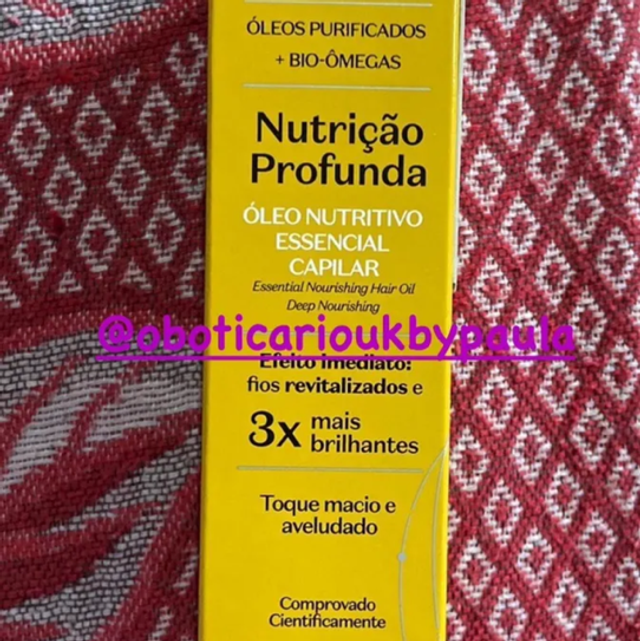 ÓLEOS PURIFICADOS
+ BIO-ÔMEGAS
Nutrição
Profunda
ÓLEO NUTRITIVO
ESSENCIAL
CAPILAR
Essential Nourishing Hair Oil
Deep Nourishing
@oboticarioukbypaula
Efeito imediato:
fios revitalizados e
3x mais
brilhantes
Toque macio e
aveludado
Comprovado
Cientificamente